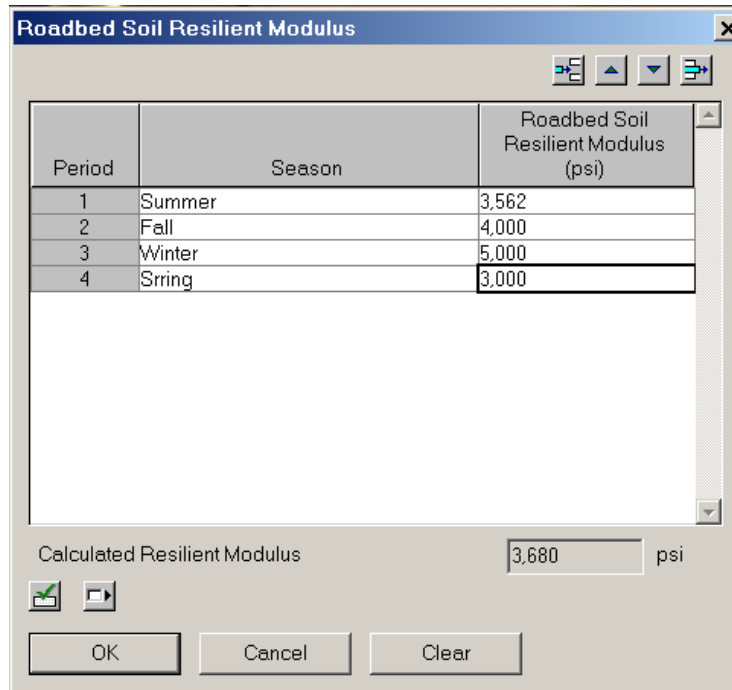 Roadbed Soil Resilient Modulus
Period Season Roadbed Soil Resilient Modulus (psi)
1 Summer 3,562
2 Fall 4,000
3 Winter 5,000
4 Srring 3,000
Calculated Resilient Modulus 3,680 psi
OK Cancel Clear